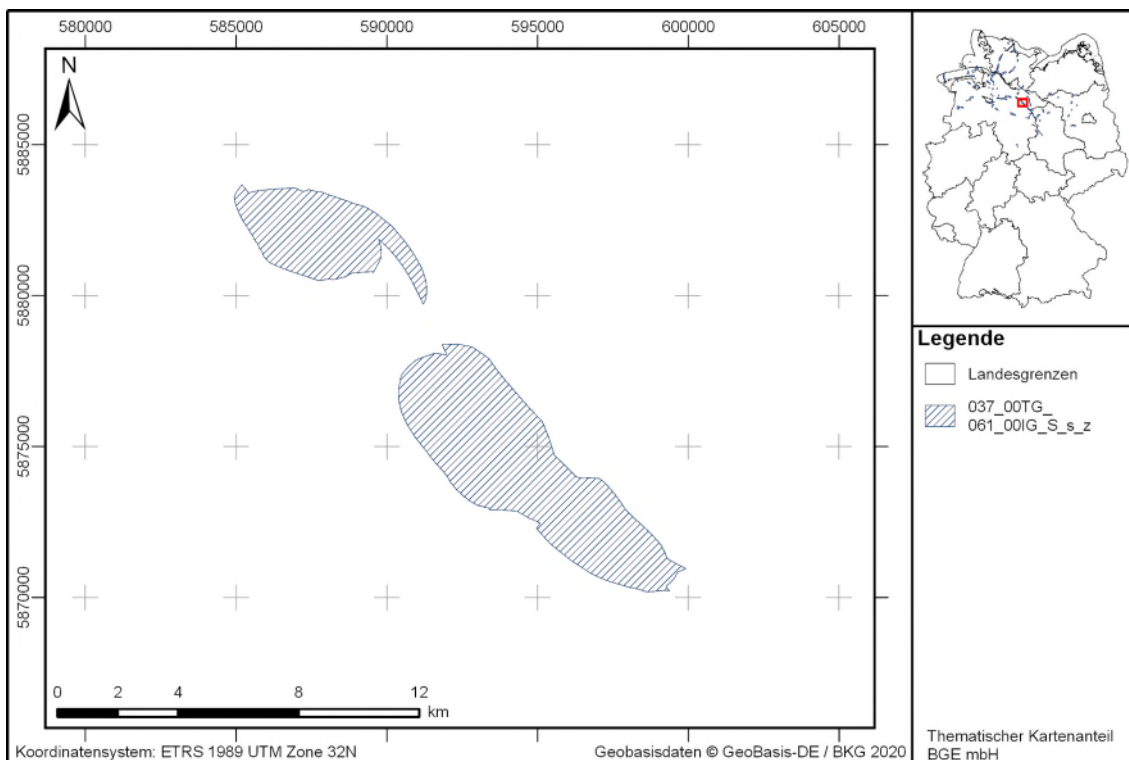 580000 585000 590000 595000 600000 605000
N
5885000
5880000
5875000
5870000
0 2 4 8 12
km
Koordinatensystem: ETRS 1989 UTM Zone 32N
Geobasisdaten © GeoBasis-DE / BKG 2020
Legende
Landesgrenzen
037_00TG_
061_00IG_S_s_z
Thematischer Kartenanteil
BGE mbH